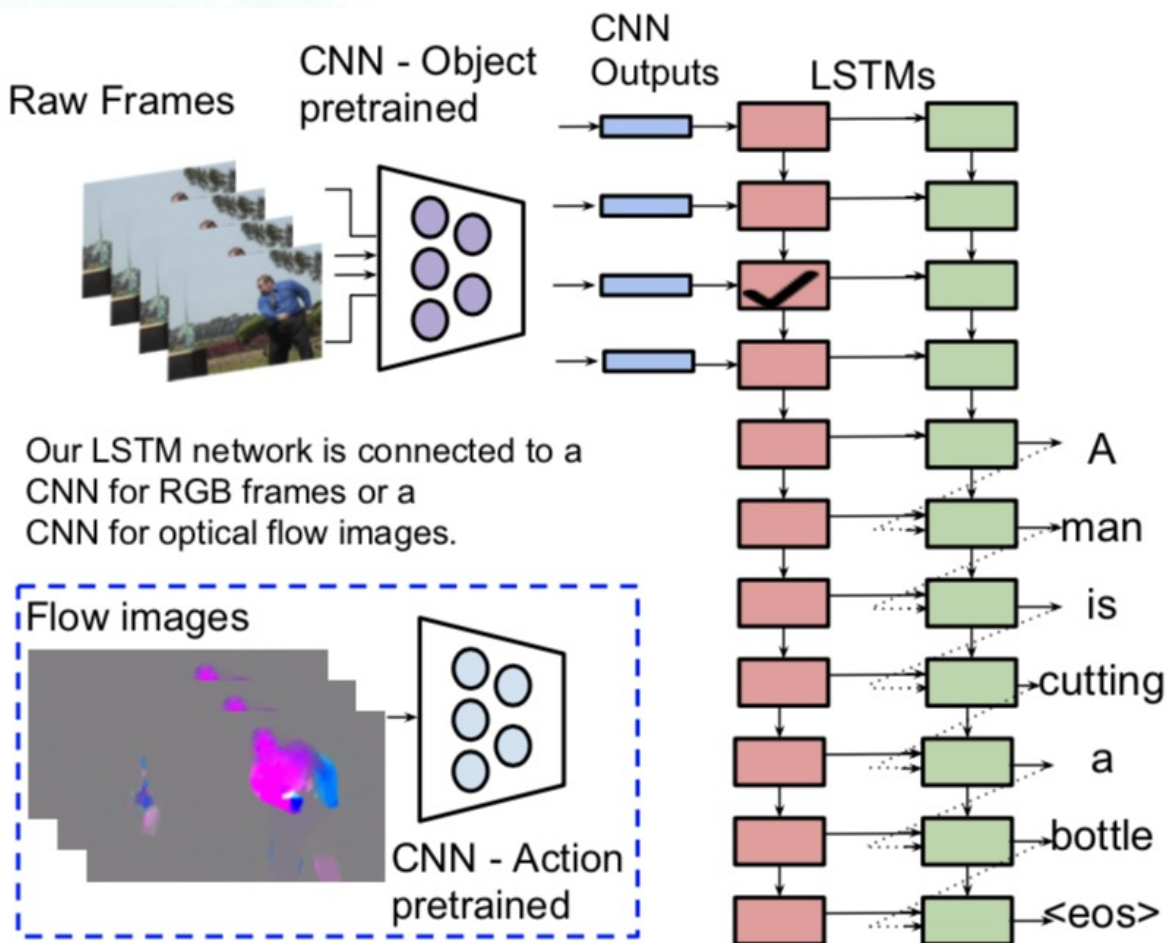 Raw Frames
CNN - Object
pretrained
CNN
Outputs
LSTMs
Our LSTM network is connected to a
CNN for RGB frames or a
CNN for optical flow images.
Flow images
CNN - Action
pretrained
A
man
is
cutting
a
bottle
<eos>